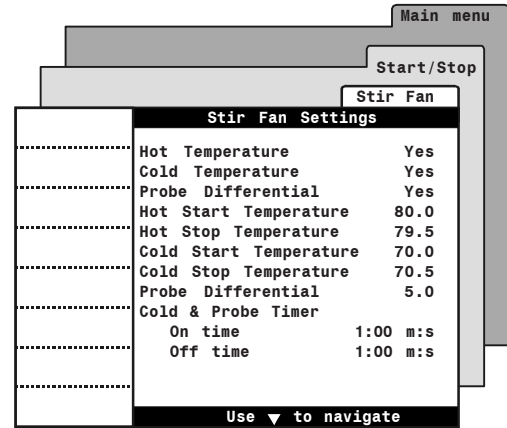 Main menu
Start/Stop
Stir Fan
Stir Fan Settings
Hot Temperature Yes
Cold Temperature Yes
Probe Differential Yes
Hot Start Temperature 80.0
Hot Stop Temperature 79.5
Cold Start Temperature 70.0
Cold Stop Temperature 70.5
Probe Differential 5.0
Cold & Probe Timer
On time 1:00 m:s
Off time 1:00 m:s
Use ▼ to navigate